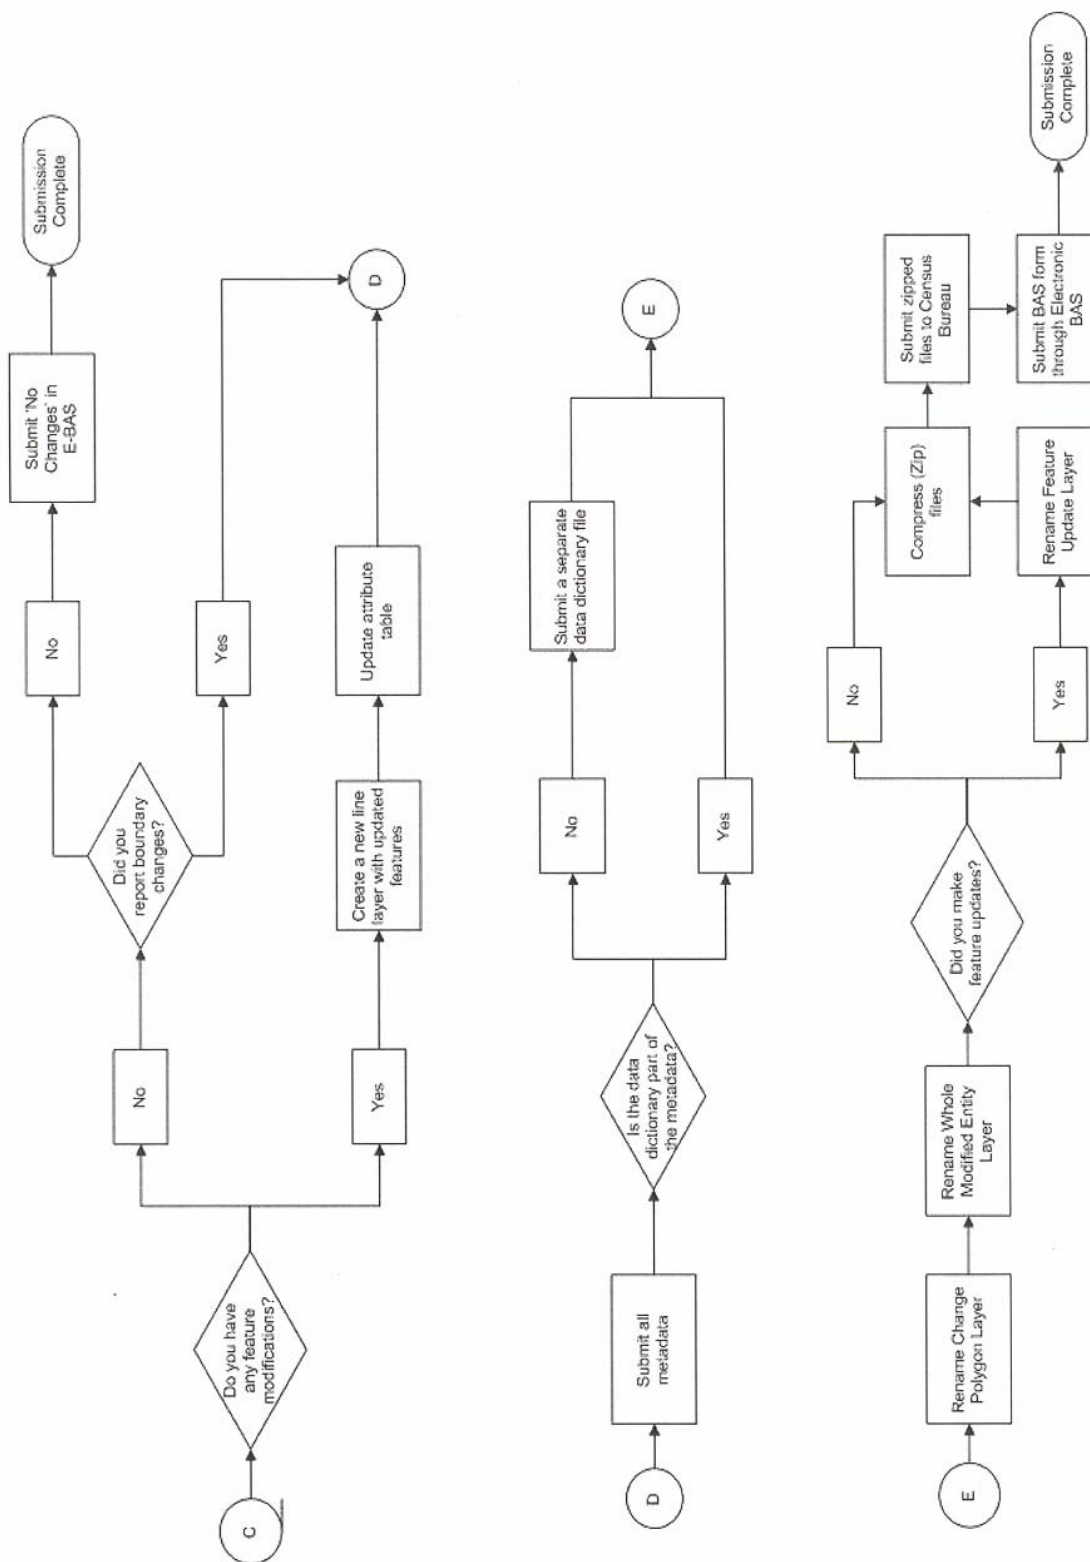 C
Do you have
any feature
modifications?
No
Yes
Did you
report boundary
changes?
No
Yes
Submit 'No
Changes' in
E-BAS
Submission
Complete
Create a new line
layer with updated
features
Update attribute
table
D
D
Submit all
metadata
Is the data
dictionary part of
the metadata?
No
Yes
Submit a separate
data dictionary file
E
E
Rename Change
Polygon Layer
Rename Whole
Modified Entity
Layer
Did you make
feature updates?
No
Yes
Compress (Zip)
files
Rename Feature
Update Layer
Submit zipped
files to Census
Bureau
Submit BAS form
through Electronic
BAS
Submission
Complete